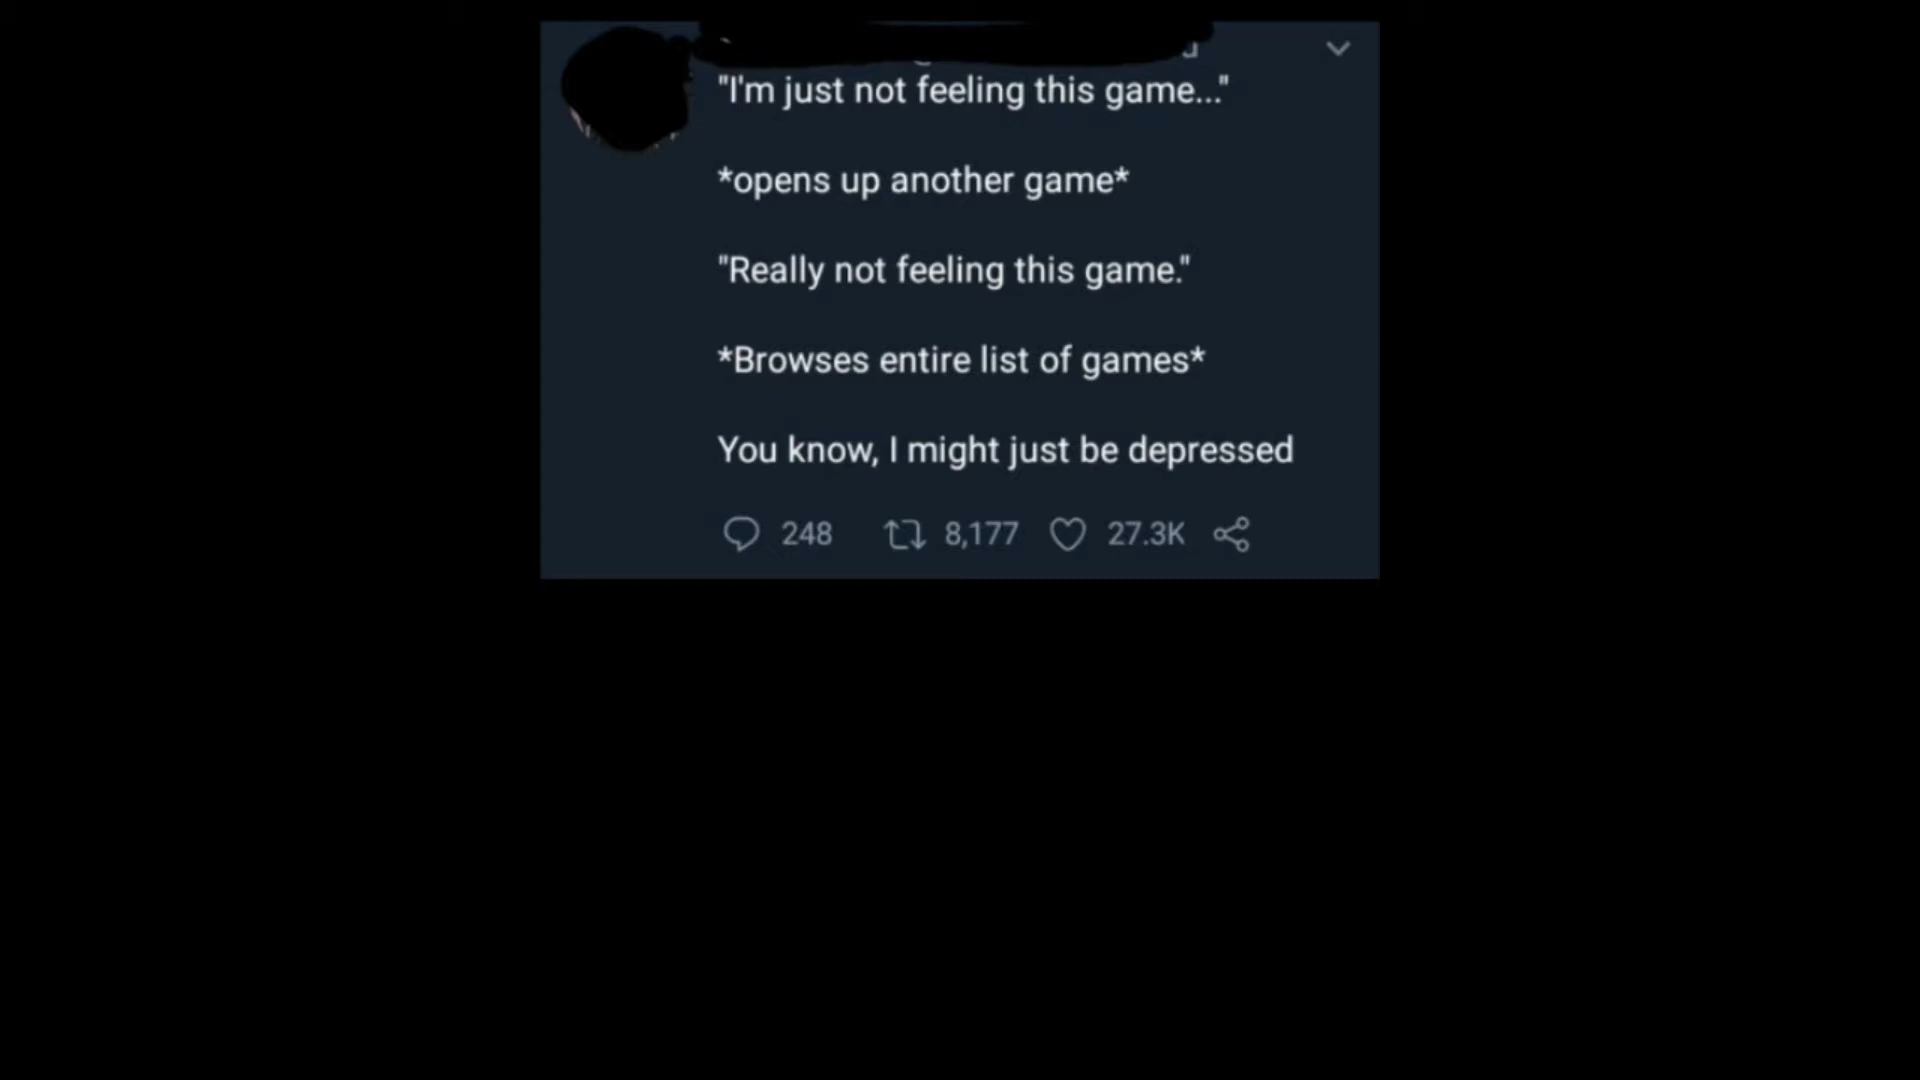 "I'm just not feeling this game..."
*opens up another game*
"Really not feeling this game."
*Browses entire list of games*
You know, I might just be depressed
248 8,177 27.3K